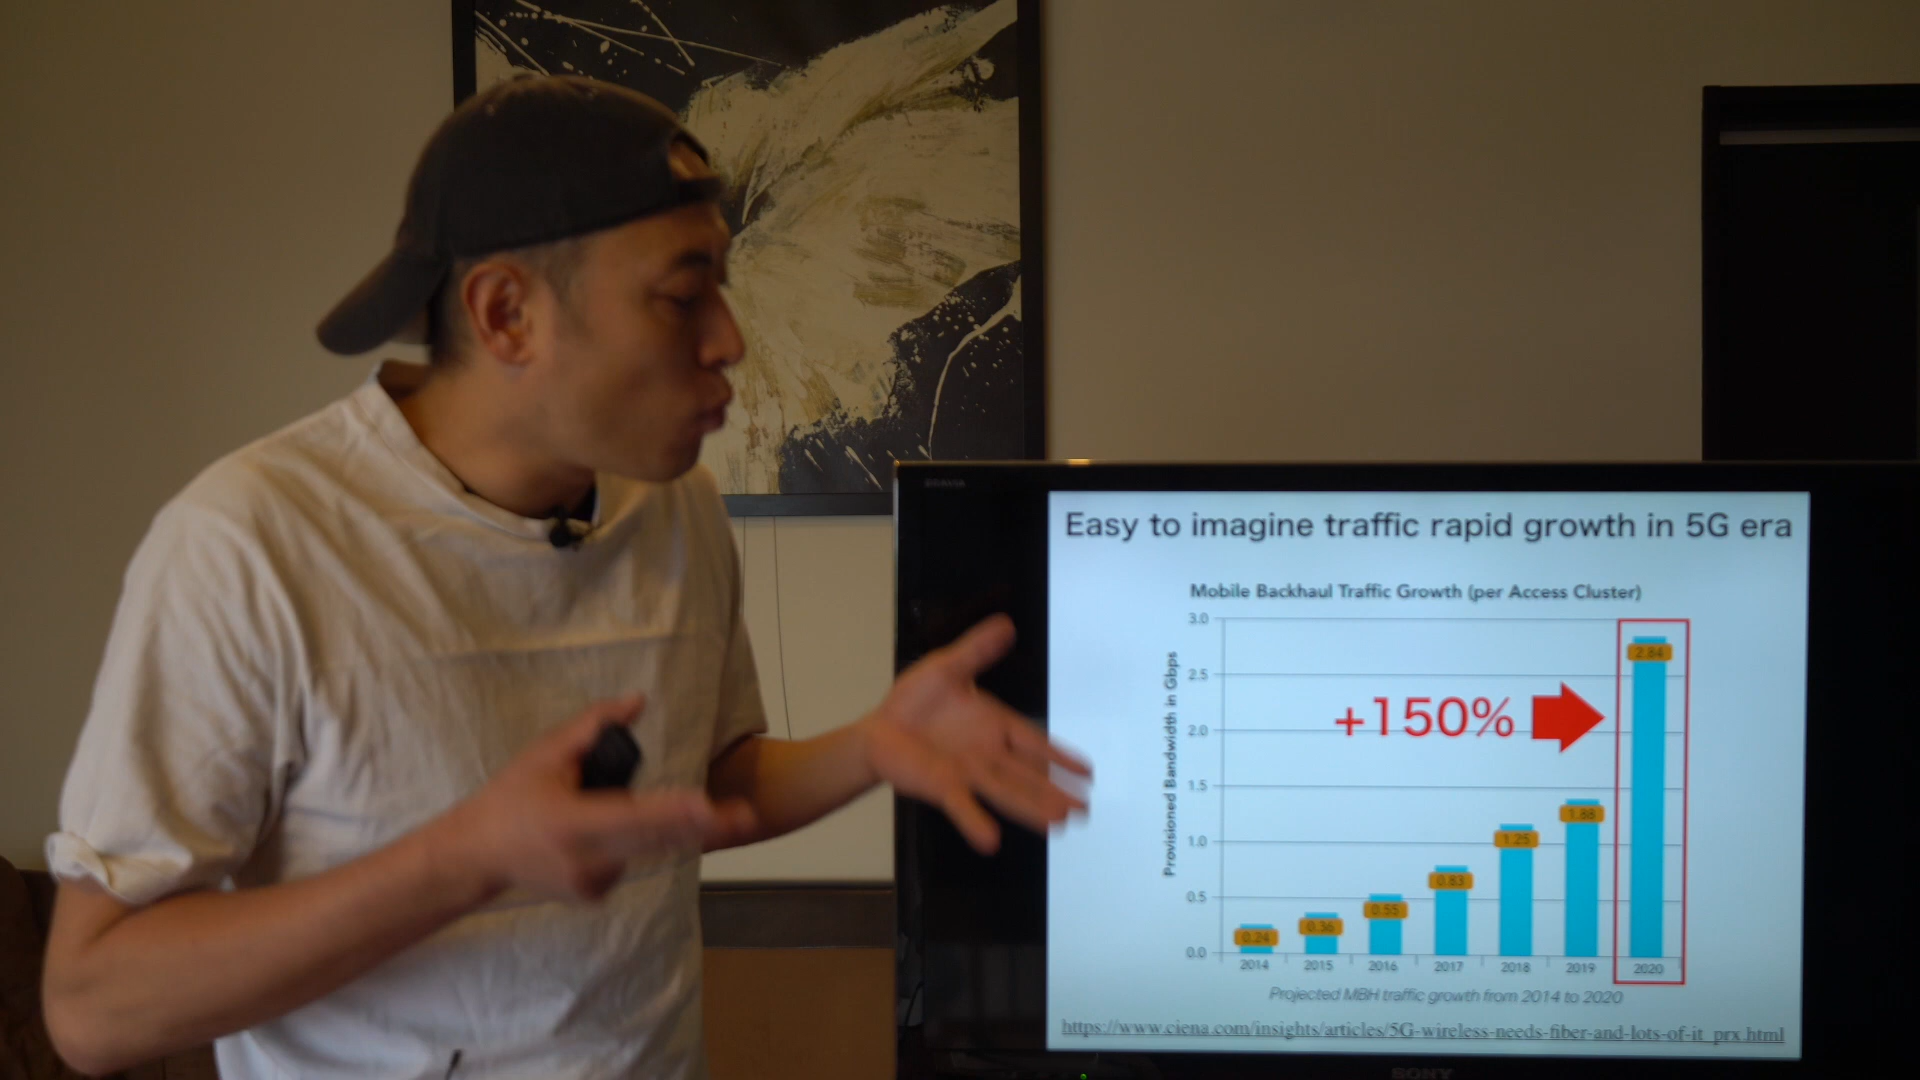 BRAVIA
Easy to imagine traffic rapid growth in 5G era
Mobile Backhaul Traffic Growth (per Access Cluster)
Provisioned Bandwidth in Gbps
3.0
2.5
2.0
1.5
1.0
0.5
0.0
+150%
0.24
0.36
0.55
0.83
1.25
1.88
2.84
2014 2015 2016 2017 2018 2019 2020
Projected MBH traffic growth from 2014 to 2020
https://www.ciena.com/insights/articles/5G-wireless-needs-fiber-and-lots-of-it_prx.html
SONY